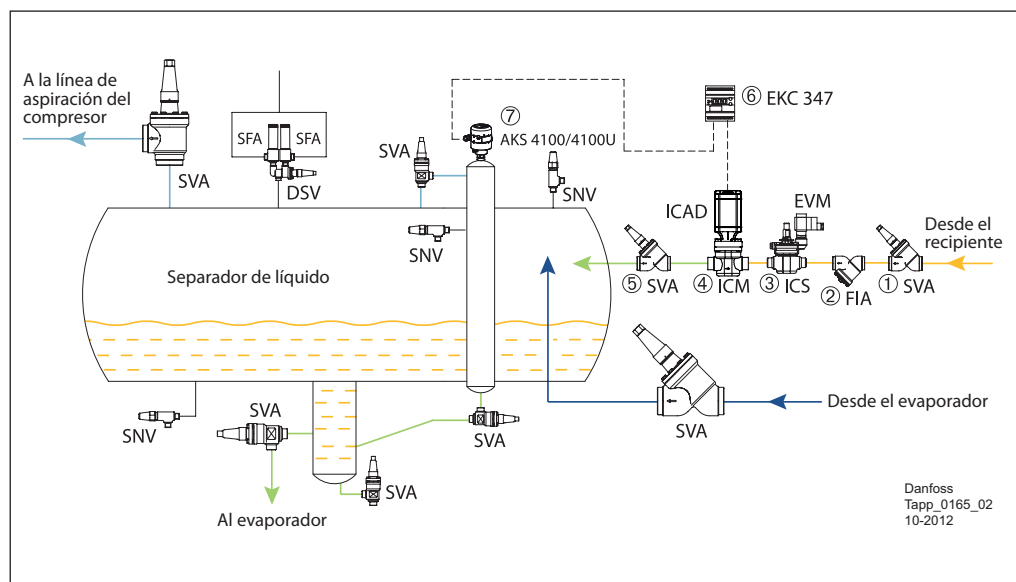 A la línea de
aspiración del
compresor
SVA
SFA
SFA
DSV
SVA
SNV
⑦
AKS 4100/4100U
SNV
⑥ EKC 347
ICAD
EVM
Desde el
recipiente
⑤ SVA
④ ICM
③ ICS
② FIA
① SVA
Separador de líquido
SNV
SVA
SVA
SVA
Al evaporador
SVA
Desde el evaporador
Danfoss
Tapp_0165_02
10-2012